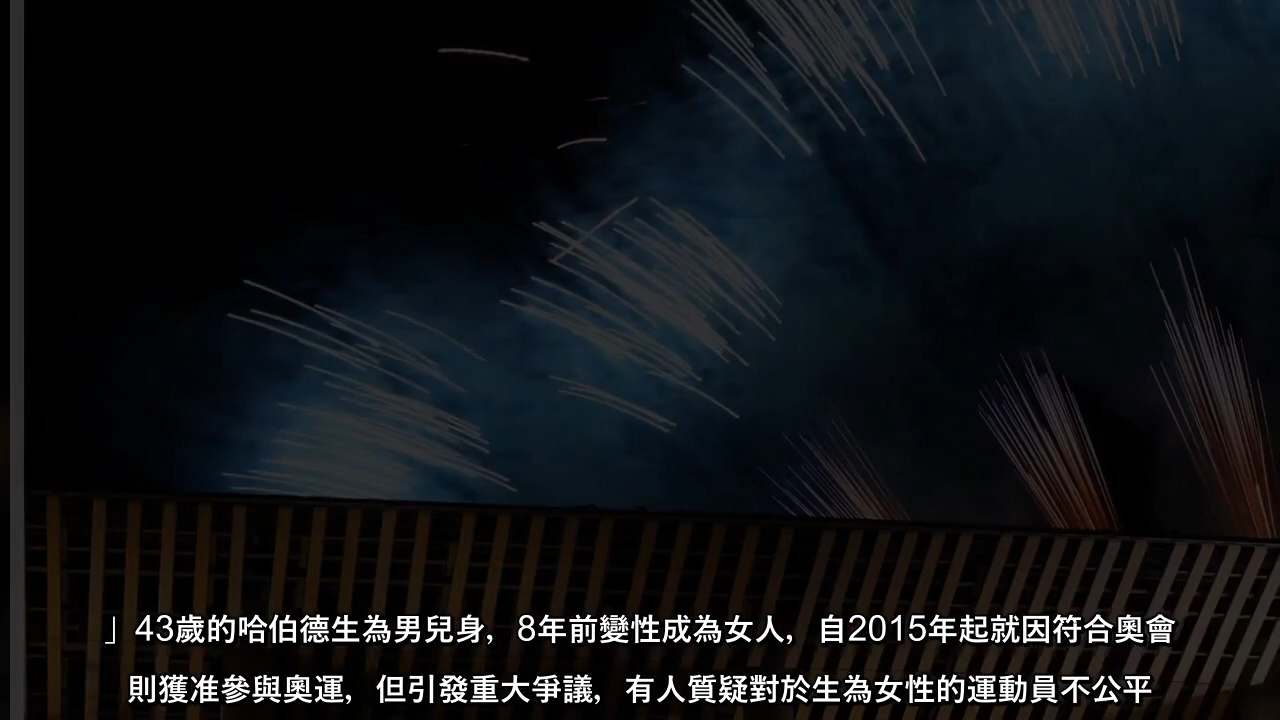 」43歲的哈伯德生為男兒身，8年前變性成為女人，自2015年起就因符合奧會
則獲准參與奧運，但引發重大爭議，有人質疑對於生為女性的運動員不公平